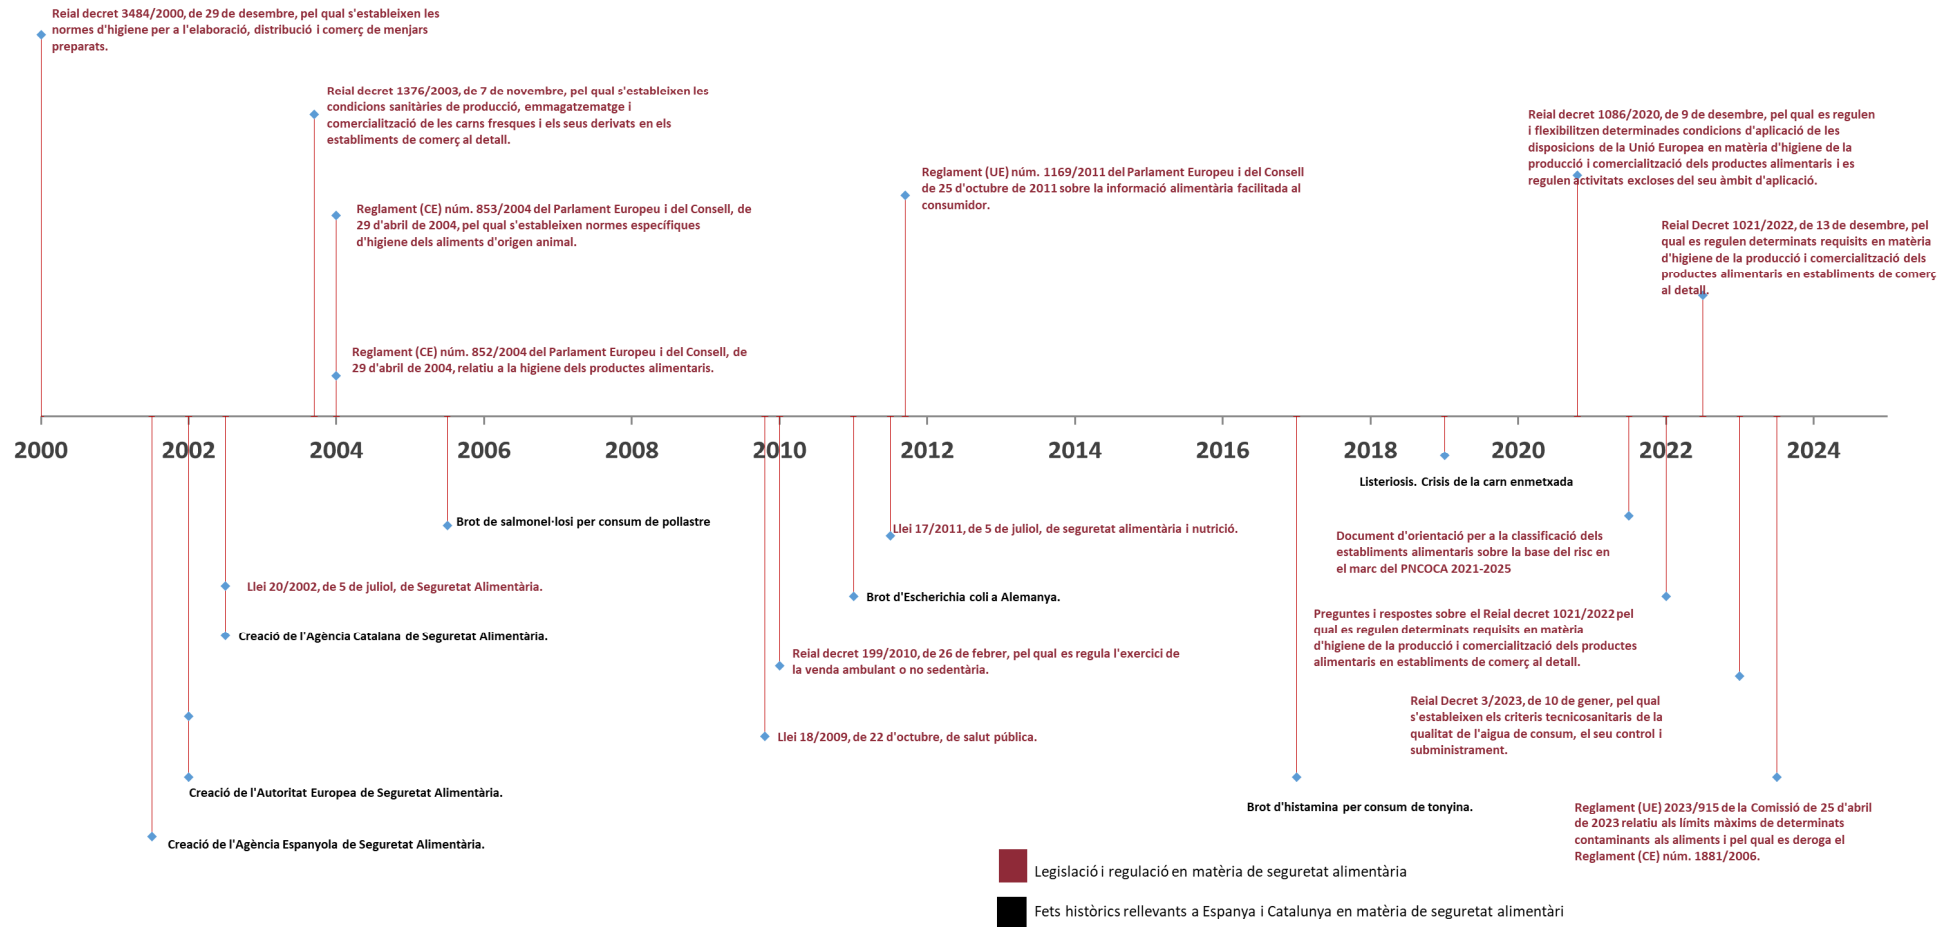 Reial decret 3484/2000, de 29 de desembre, pel qual s'estableixen les
normes d'higiene per a l'elaboració, distribució i comerç de menjars
preparats.
Reial decret 1376/2003, de 7 de novembre, pel qual s'estableixen les
condicions sanitàries de producció, emmagatzematge i
comercialització de les carns fresques i els seus derivats en els
establiments de comerç al detall.
Reglament (CE) núm. 853/2004 del Parlament Europeu i del Consell, de
29 d'abril de 2004, pel qual s'estableixen normes específiques
d'higiene dels aliments d'origen animal.
Reglament (CE) núm. 852/2004 del Parlament Europeu i del Consell, de
29 d'abril de 2004, relatiu a la higiene dels productes alimentaris.
Reglament (UE) núm. 1169/2011 del Parlament Europeu i del Consell
de 25 d'octubre de 2011 sobre la informació alimentària facilitada al
consumidor.
Reial decret 1086/2020, de 9 de desembre, pel qual es regulen
i flexibilitzen determinades condicions d'aplicació de les
disposicions de la Unió Europea en matèria d'higiene de la
producció i comercialització dels productes alimentaris i es
regulen activitats excloses del seu àmbit d'aplicació.
Reial Decret 1021/2022, de 13 de desembre, pel
qual es regulen determinats requisits en matèria
d'higiene de la producció i comercialització dels
productes alimentaris en establiments de comerç
al detall.
2000 2002 2004 2006 2008 2010 2012 2014 2016 2018 2020 2022 2024
Listeriosis. Crisis de la carn enmetxada
Brot de salmonel·losi per consum de pollastre
Llei 17/2011, de 5 de juliol, de seguretat alimentària i nutrició.
Document d'orientació per a la classificació dels
establiments alimentaris sobre la base del risc en
el marc del PNCOCA 2021-2025
Llei 20/2002, de 5 de juliol, de Seguretat Alimentària.
Brot d'Escherichia coli a Alemanya.
Creació de l'Agència Catalana de Seguretat Alimentària.
Preguntes i respostes sobre el Reial decret 1021/2022 pel
qual es regulen determinats requisits en matèria
d'higiene de la producció i comercialització dels productes
alimentaris en establiments de comerç al detall.
Reial decret 199/2010, de 26 de febrer, pel qual es regula l'exercici de
la venda ambulant o no sedentària.
Reial Decret 3/2023, de 10 de gener, pel qual
s'estableixen els criteris tecnicosanitaris de la
qualitat de l'aigua de consum, el seu control i
subministrament.
Llei 18/2009, de 22 d'octubre, de salut pública.
Creació de l'Autoritat Europea de Seguretat Alimentària.
Brot d'histamina per consum de tonyina.
Reglament (UE) 2023/915 de la Comissió de 25 d'abril
de 2023 relatiu als límits màxims de determinats
contaminants als aliments i pel qual es deroga el
Reglament (CE) núm. 1881/2006.
Creació de l'Agència Espanyola de Seguretat Alimentària.
Legislació i regulació en matèria de seguretat alimentària
Fets històrics rellevants a Espanya i Catalunya en matèria de seguretat alimentàri